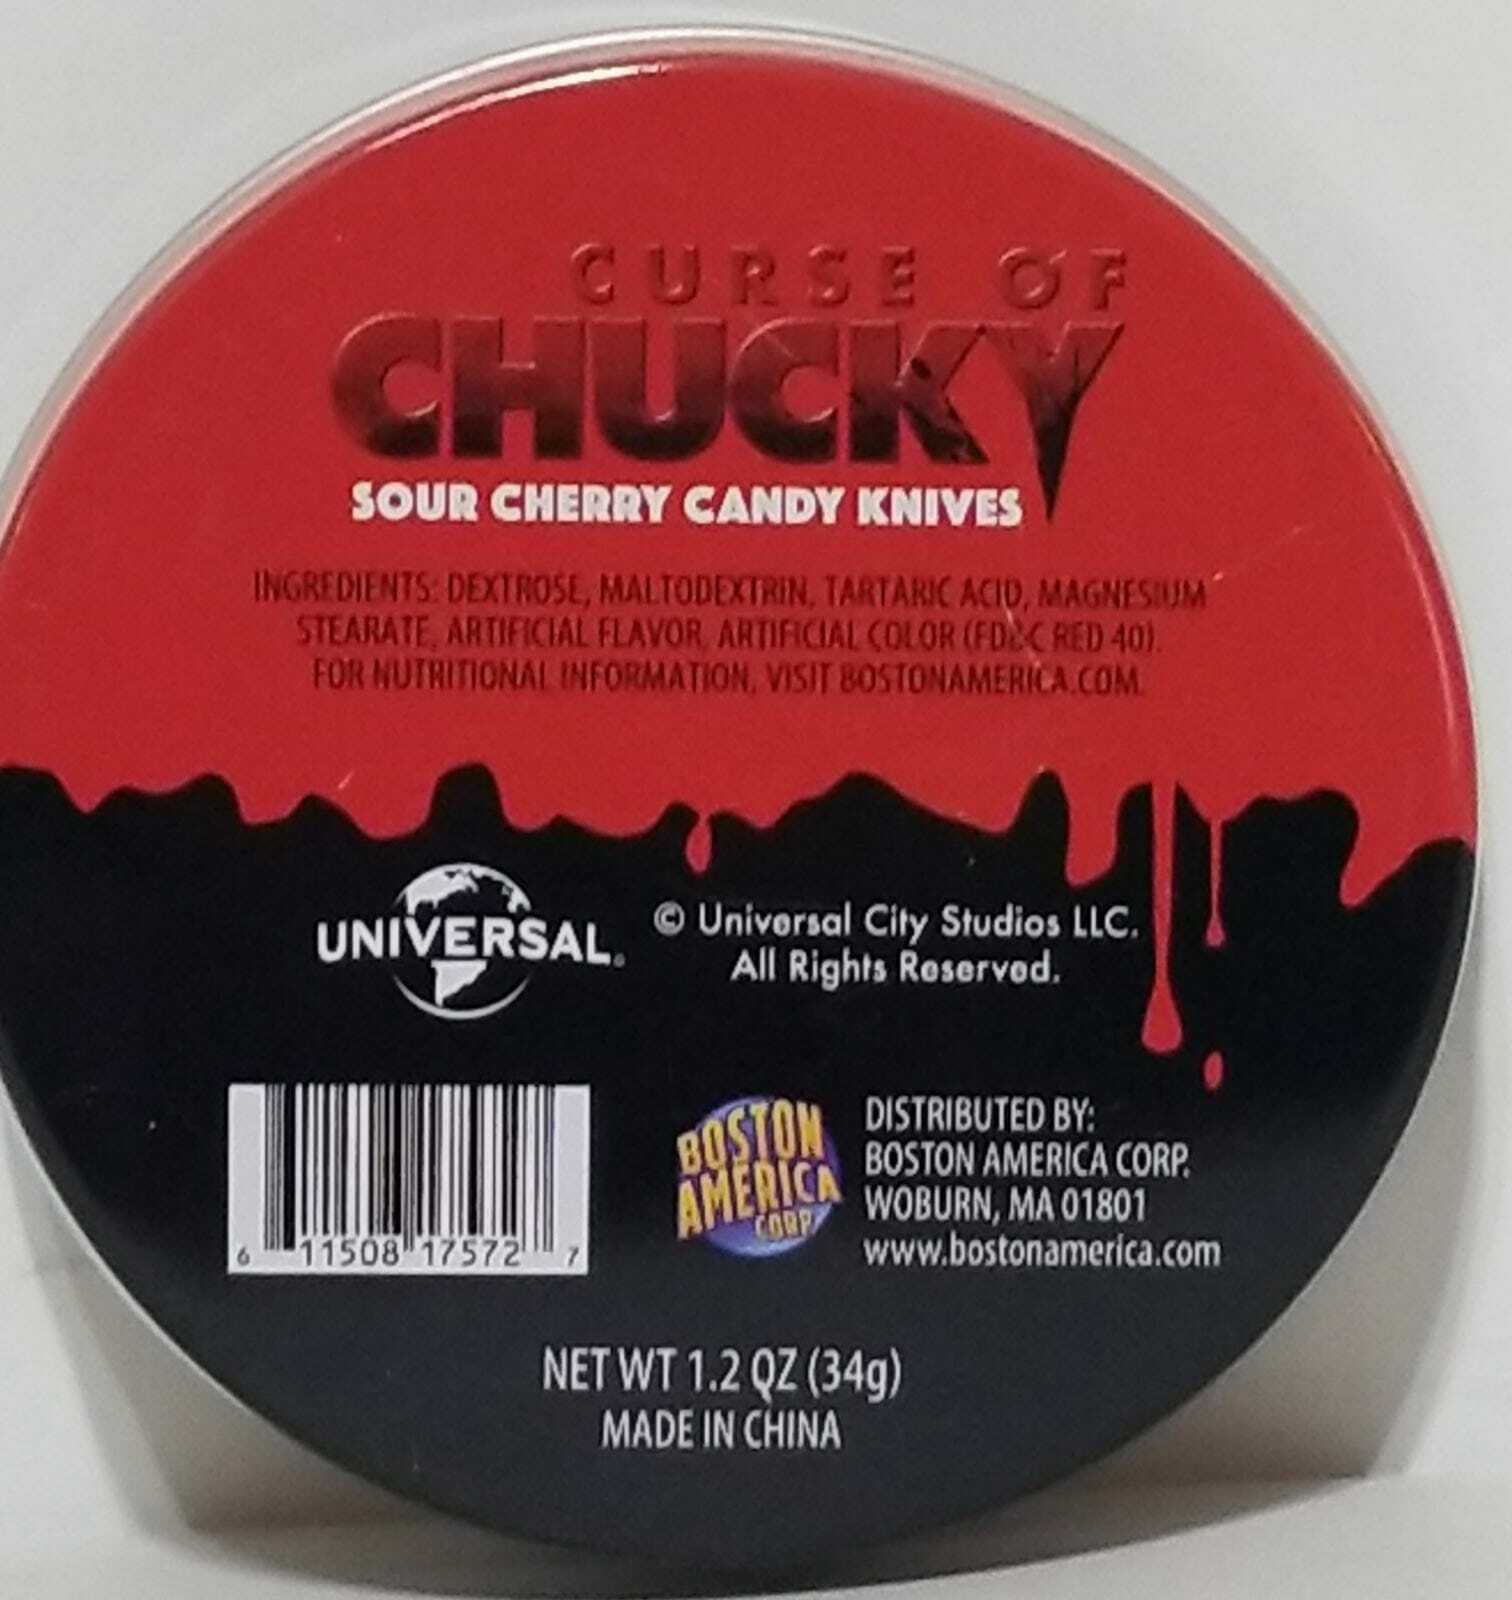 CURSE OF
CHUCKY
SOUR CHERRY CANDY KNIVES
INGREDIENTS: DEXTROSE, MALTODEXTRIN, TARTARIC ACID, MAGNESIUM
STEARATE, ARTIFICIAL FLAVOR, ARTIFICIAL COLOR (FD&C RED 40).
FOR NUTRITIONAL INFORMATION, VISIT BOSTONAMERICA.COM.
UNIVERSAL®
© Universal City Studios LLC.
All Rights Reserved.
6 11508 17572 7
BOSTON
AMERICA
CORP.
DISTRIBUTED BY:
BOSTON AMERICA CORP.
WOBURN, MA 01801
www.bostonamerica.com
NET WT 1.2 OZ (34g)
MADE IN CHINA